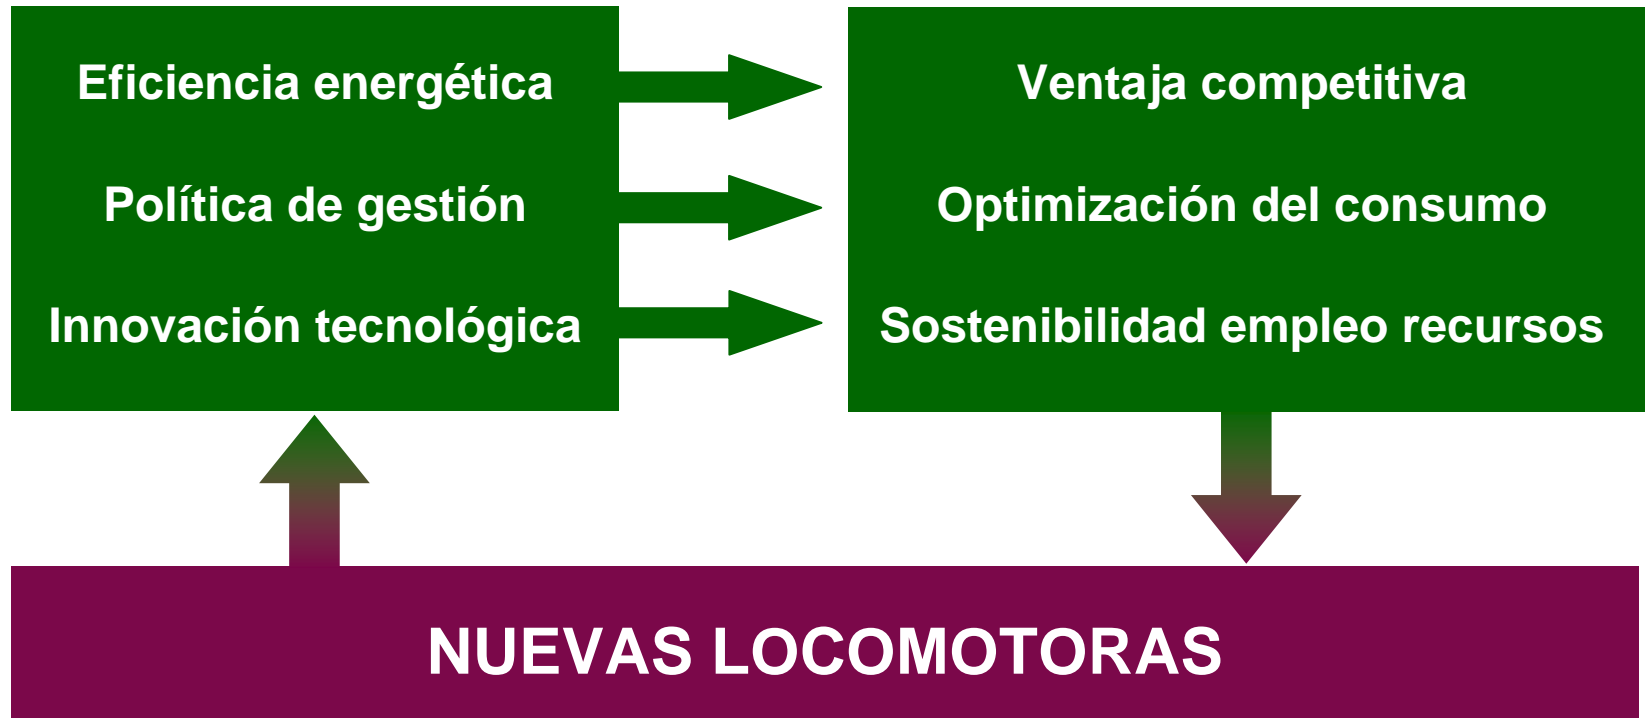 Eficiencia energética
Política de gestión
Innovación tecnológica
Ventaja competitiva
Optimización del consumo
Sostenibilidad empleo recursos
NUEVAS LOCOMOTORAS